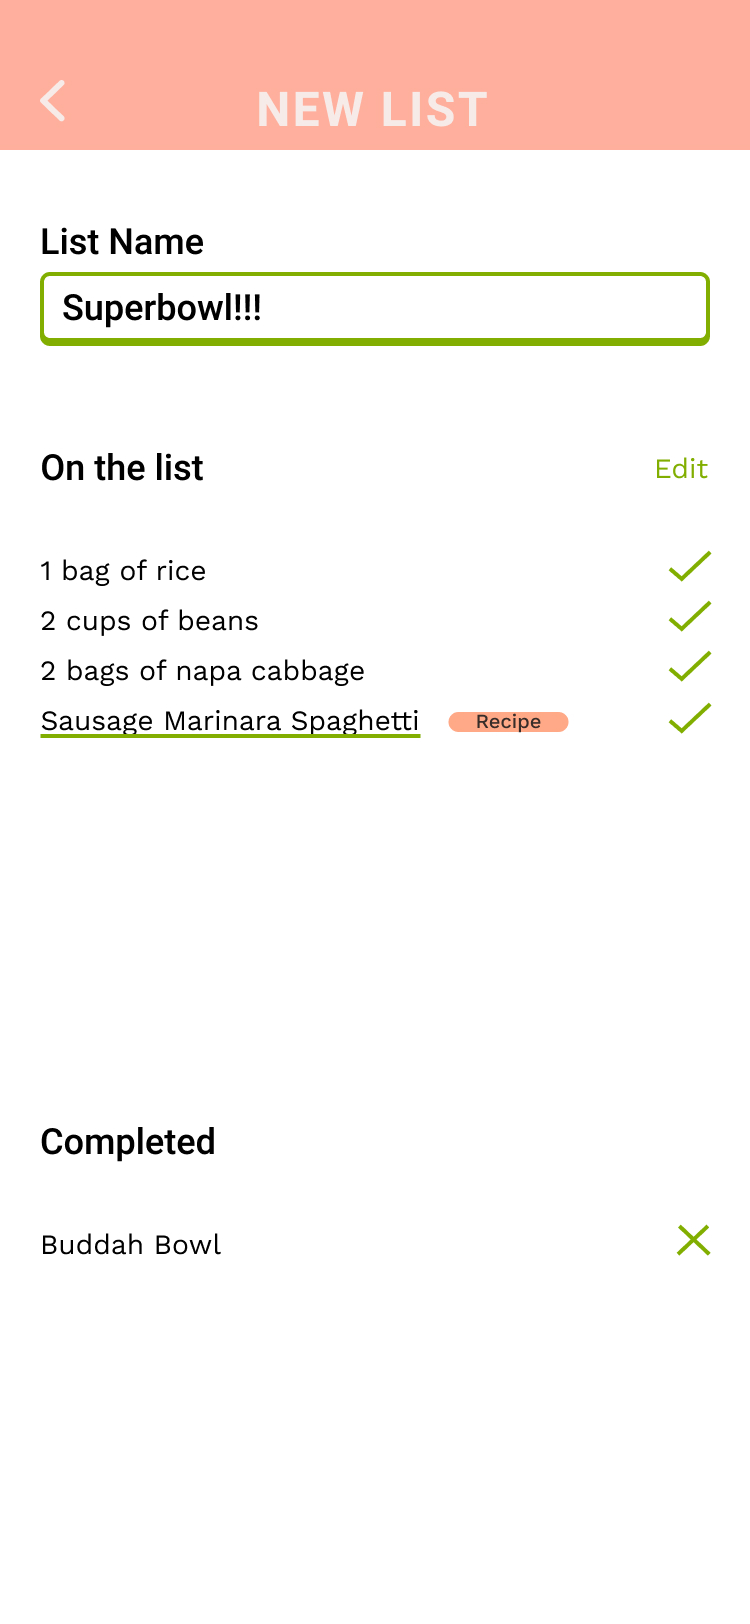 NEW LIST
List Name
Superbowl!!!
On the list Edit
1 bag of rice
2 cups of beans
2 bags of napa cabbage
Sausage Marinara Spaghetti Recipe
Completed
Buddah Bowl